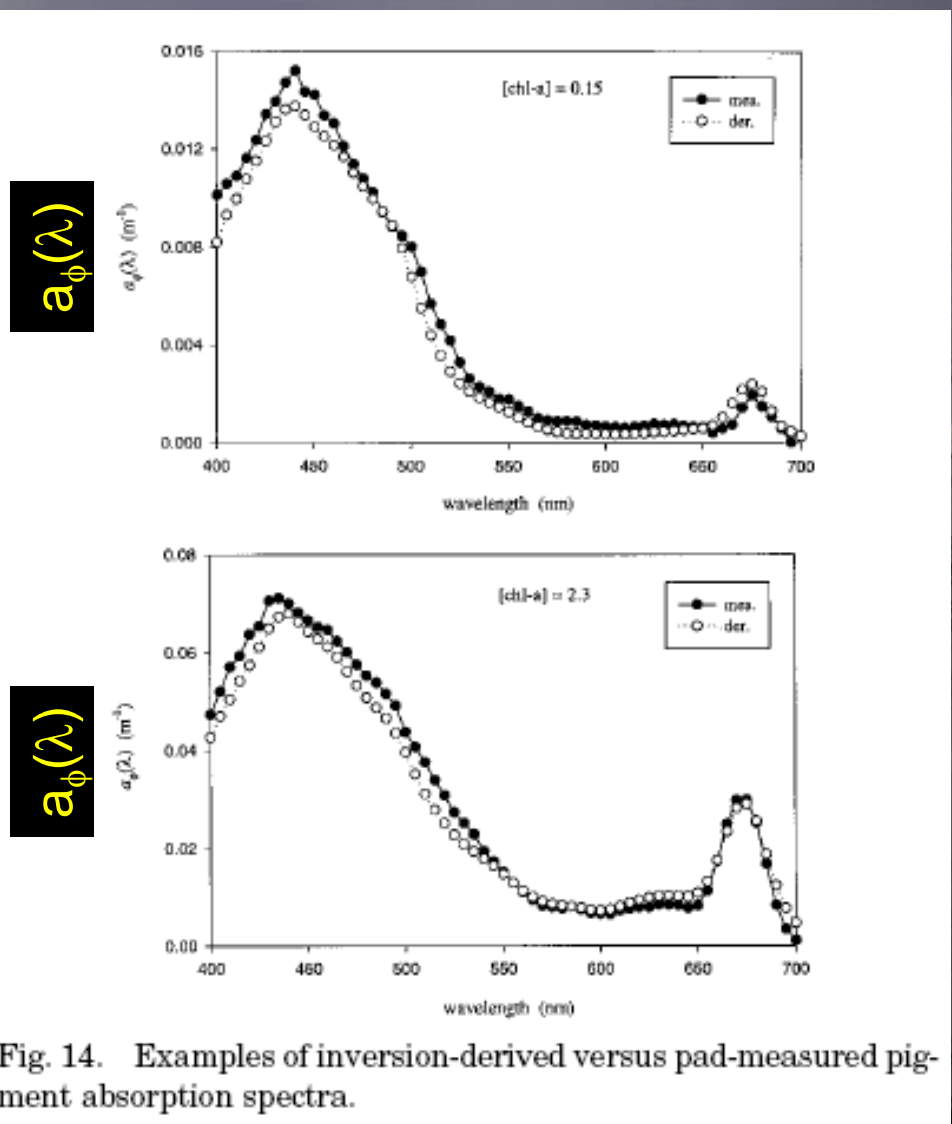 0.016
[chl-a] = 0.15
mea.
der.
0.012
0.008
0.004
0.000
aϕ(λ)
aϕ(λ) (m⁻¹)
400 450 500 550 600 650 700
wavelength (nm)
0.08
[chl-a] = 2.3
mea.
der.
0.06
0.04
0.02
0.00
aϕ(λ)
aϕ(λ) (m⁻¹)
400 450 500 550 600 650 700
wavelength (nm)
Fig. 14. Examples of inversion-derived versus pad-measured pig-
ment absorption spectra.